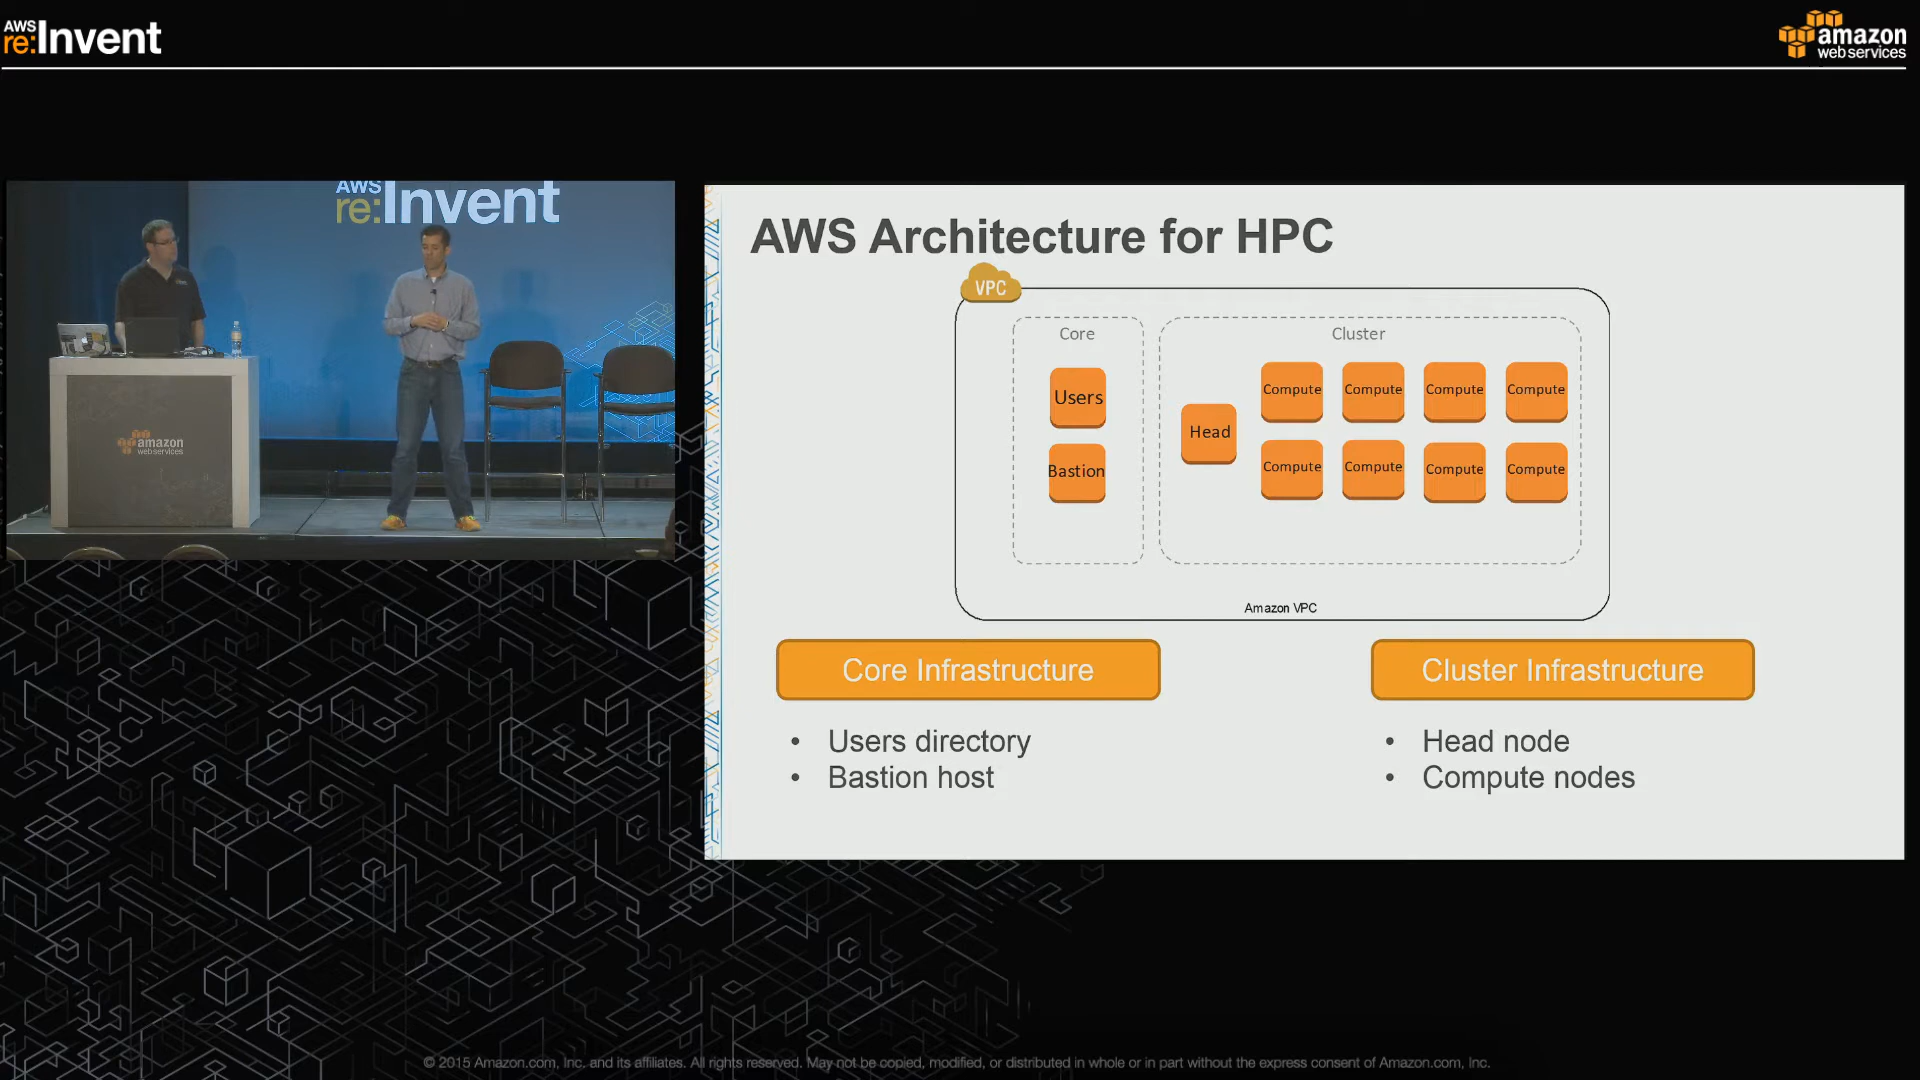 AWS
re:Invent
amazon
web services
AWS
re:Invent
amazon
web services
AWS Architecture for HPC
VPC
Core
Cluster
Users
Bastion
Head
Compute Compute Compute Compute
Compute Compute Compute Compute
Amazon VPC
Core Infrastructure
• Users directory
• Bastion host
Cluster Infrastructure
• Head node
• Compute nodes
© 2015 Amazon.com, Inc. and its affiliates. All rights reserved. May not be copied, modified, or distributed in whole or in part without the express consent of Amazon.com, Inc.